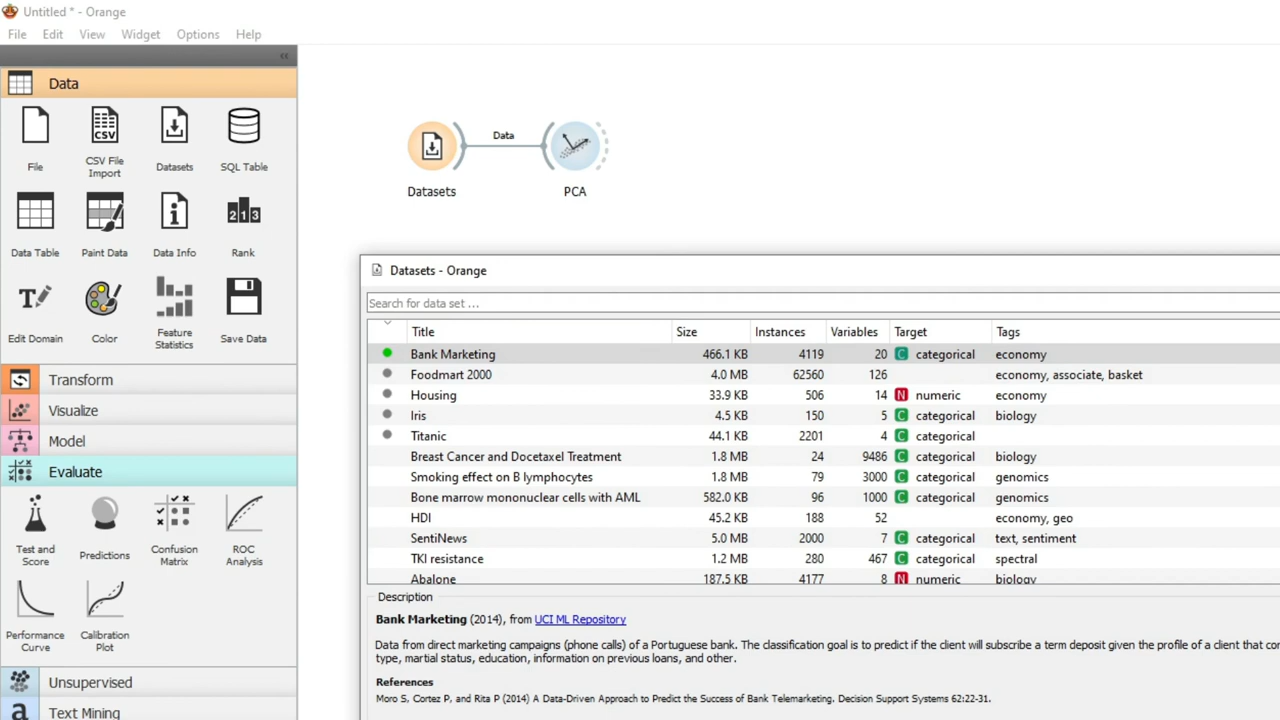 Untitled * - Orange
File Edit View Widget Options Help
Data
File
CSV File Import
Datasets
SQL Table
Data Table
Paint Data
Data Info
Rank
Edit Domain
Color
Feature Statistics
Save Data
Transform
Visualize
Model
Evaluate
Test and Score
Predictions
Confusion Matrix
ROC Analysis
Performance Curve
Calibration Plot
Unsupervised
Text Mining
Data
Datasets
PCA
Datasets - Orange
Search for data set ...
Title Size Instances Variables Target Tags
Bank Marketing 466.1 KB 4119 20 C categorical economy
Foodmart 2000 4.0 MB 62560 126 economy, associate, basket
Housing 33.9 KB 506 14 N numeric economy
Iris 4.5 KB 150 5 C categorical biology
Titanic 44.1 KB 2201 4 C categorical
Breast Cancer and Docetaxel Treatment 1.8 MB 24 9486 C categorical biology
Smoking effect on B lymphocytes 1.8 MB 79 3000 C categorical genomics
Bone marrow mononuclear cells with AML 582.0 KB 96 1000 C categorical genomics
HDI 45.2 KB 188 52 economy, geo
SentiNews 5.0 MB 2000 7 C categorical text, sentiment
TKI resistance 1.2 MB 280 467 C categorical spectral
Abalone 187.5 KB 4177 8 N numeric biology
Description
Bank Marketing (2014), from UCI ML Repository
Data from direct marketing campaigns (phone calls) of a Portuguese bank. The classification goal is to predict if the client will subscribe a term deposit given the profile of a client that co
type, martial status, education, information on previous loans, and other.
References
Moro S, Cortez P, and Rita P (2014) A Data-Driven Approach to Predict the Success of Bank Telemarketing. Decision Support Systems 62:22-31.